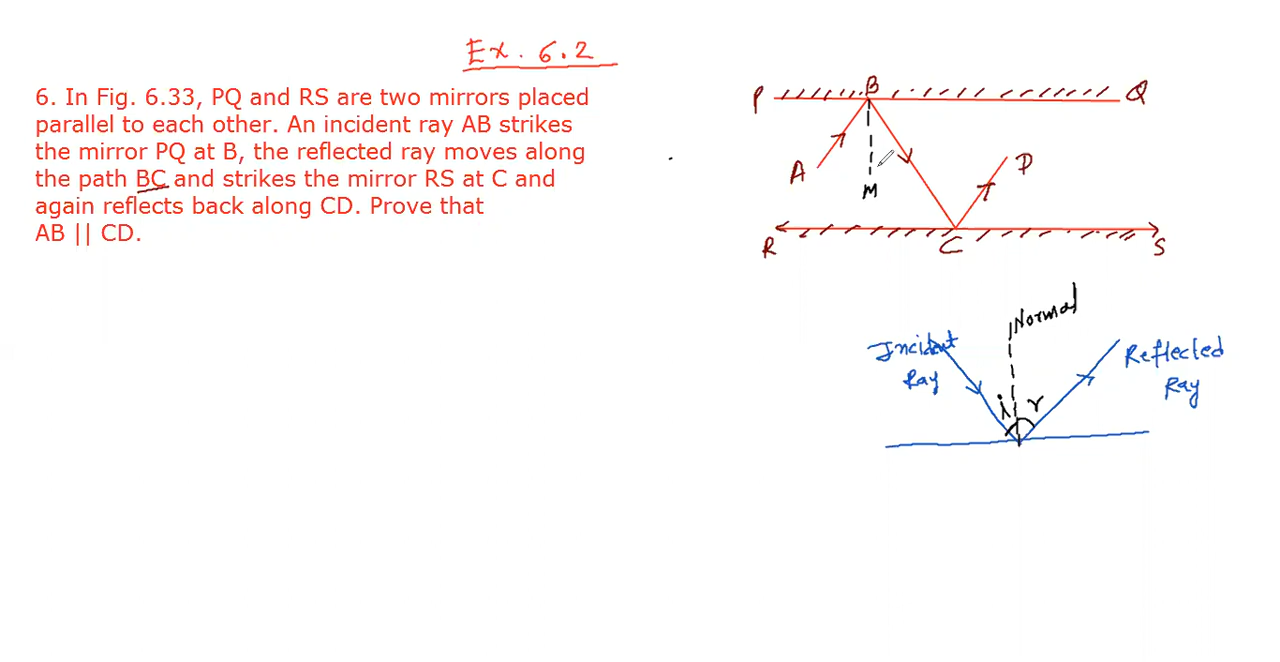 Ex. 6.2
6. In Fig. 6.33, PQ and RS are two mirrors placed
parallel to each other. An incident ray AB strikes
the mirror PQ at B, the reflected ray moves along
the path BC and strikes the mirror RS at C and
again reflects back along CD. Prove that
AB || CD.
P B Q
A D
M
R C S
Normal
Incident
Ray
Reflected
Ray
i r